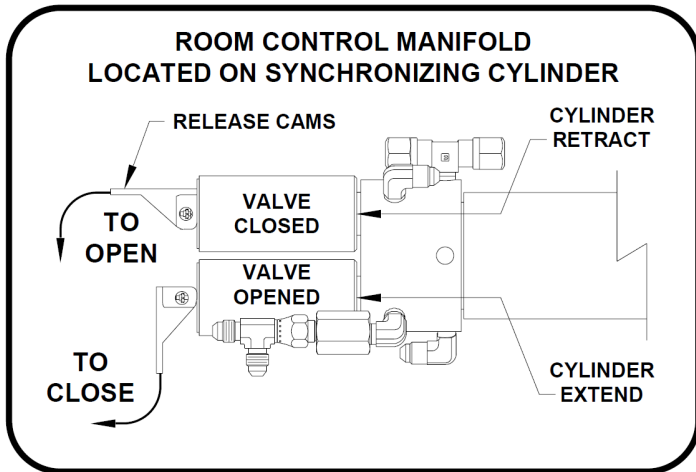 ROOM CONTROL MANIFOLD
LOCATED ON SYNCHRONIZING CYLINDER
RELEASE CAMS
CYLINDER
RETRACT
VALVE
CLOSED
TO
OPEN
VALVE
OPENED
TO
CLOSE
CYLINDER
EXTEND